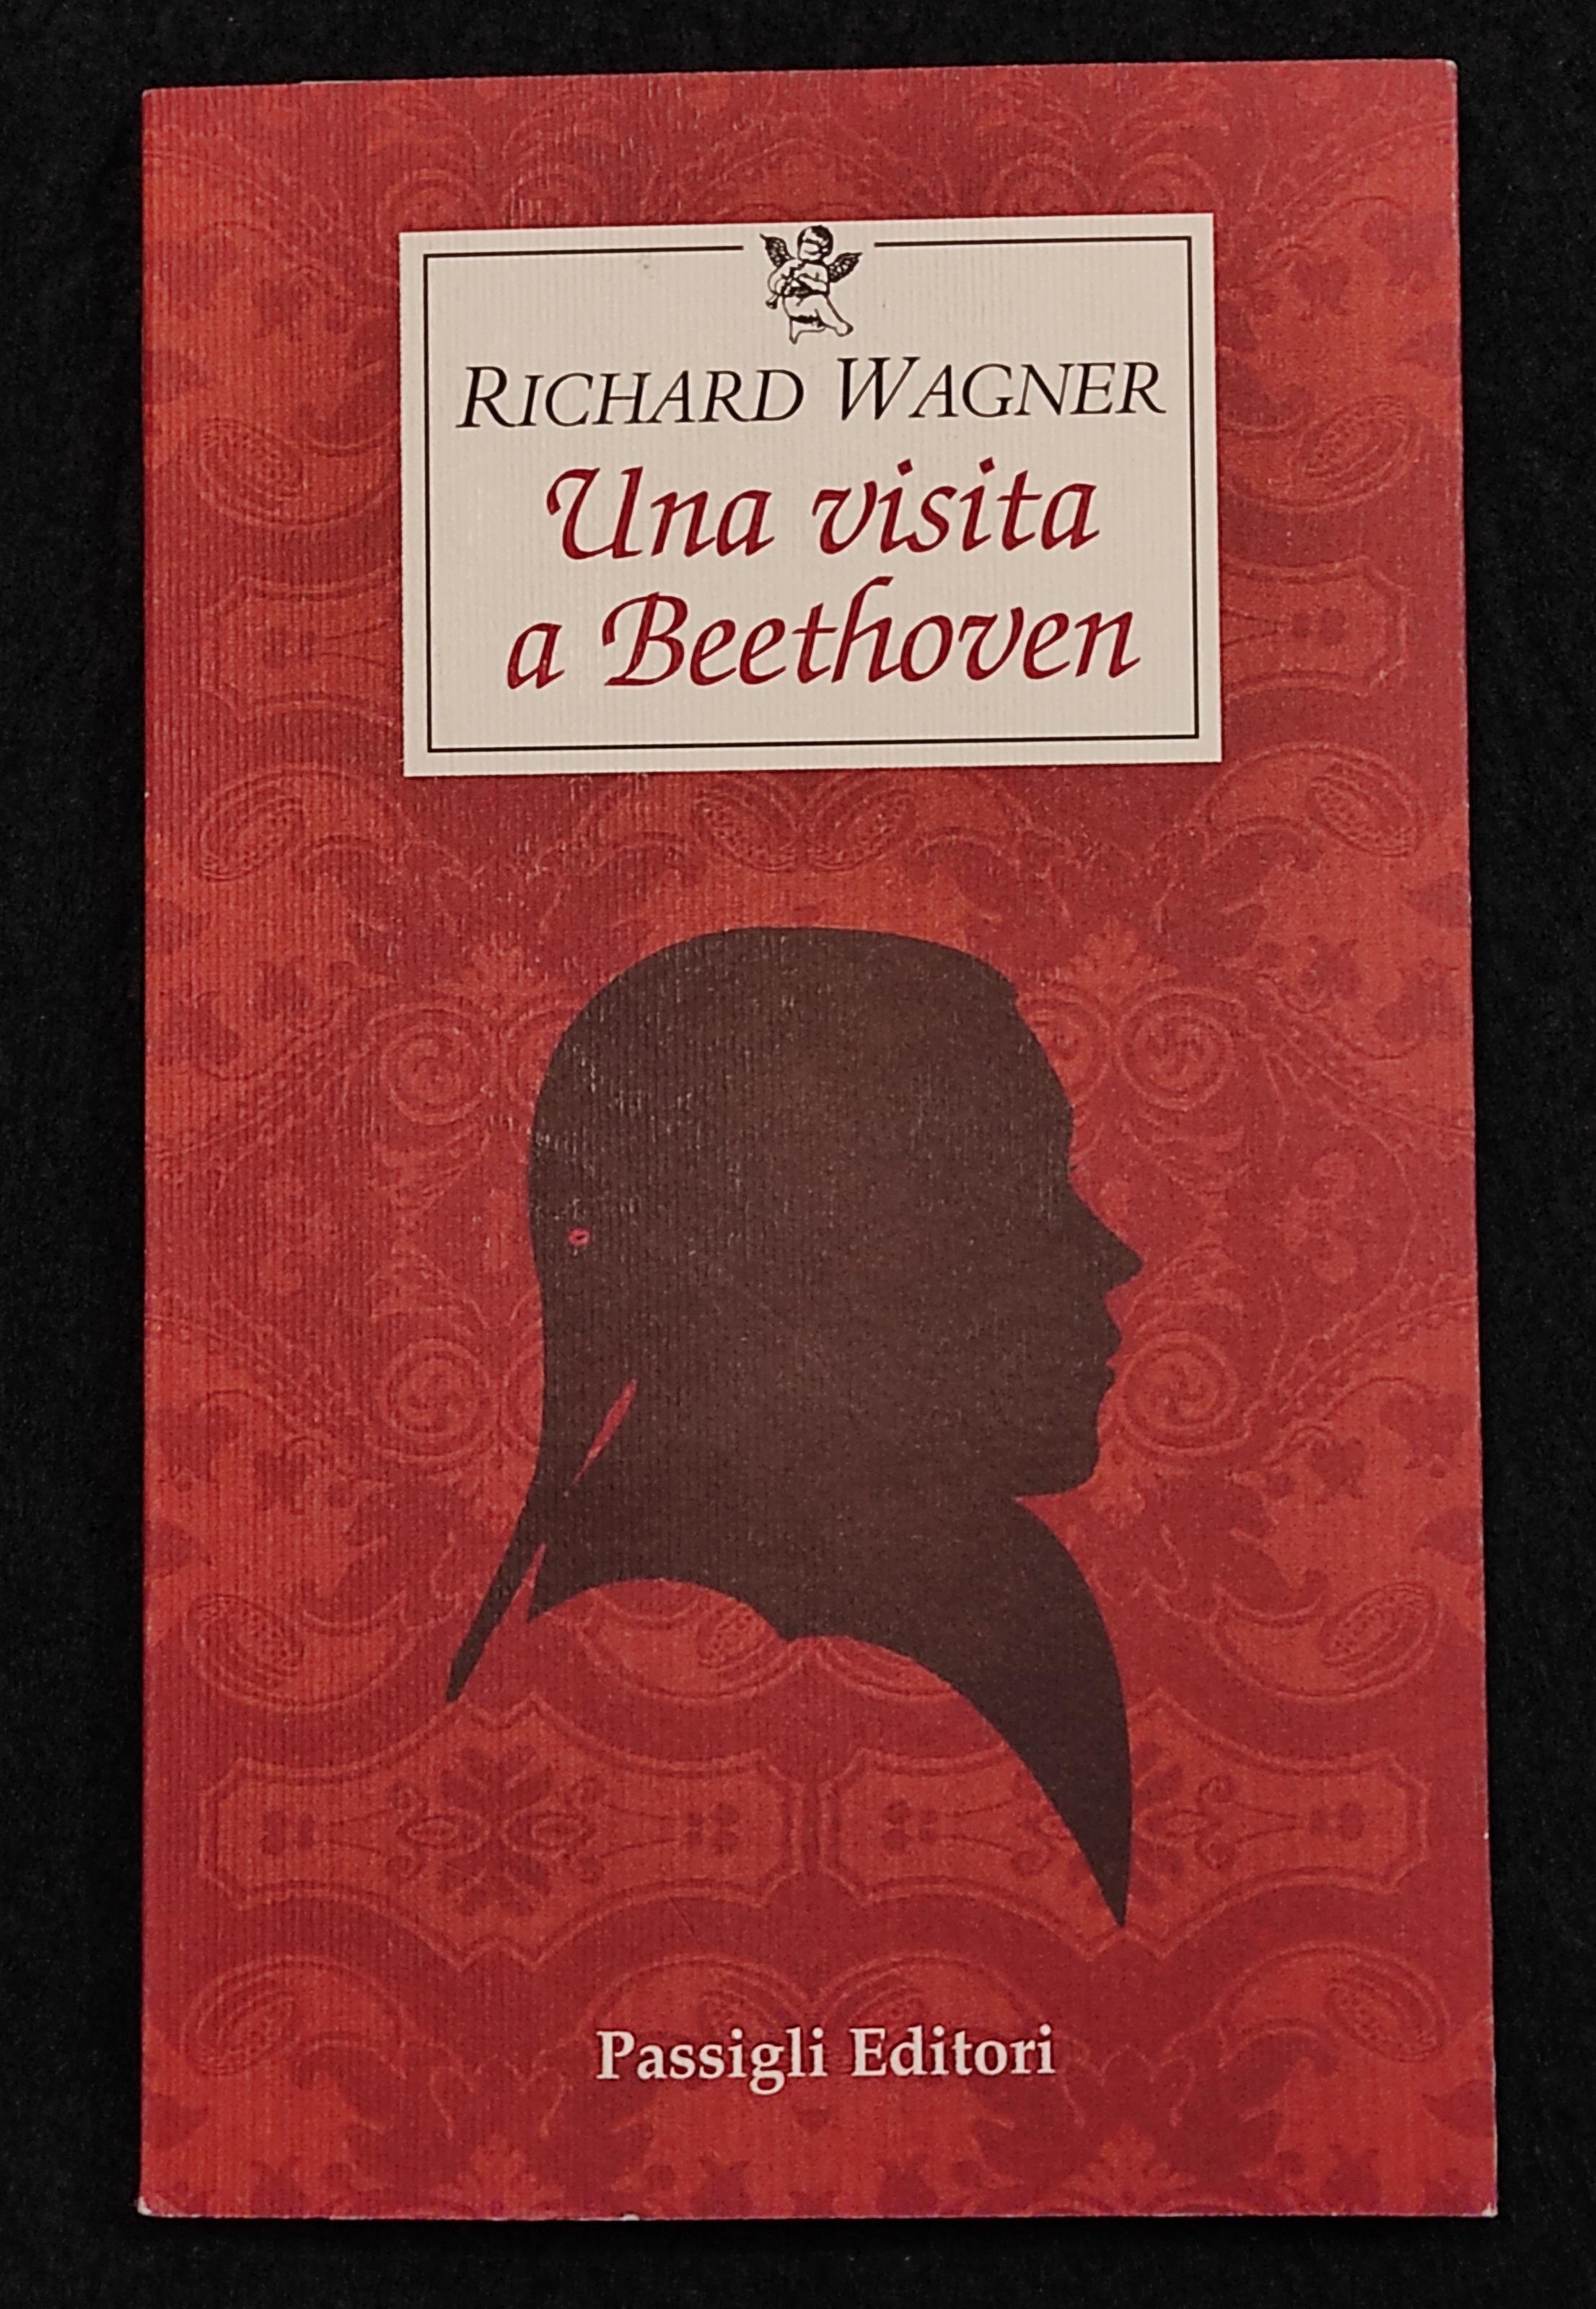 RICHARD WAGNER
Una visita
a Beethoven
Passigli Editori